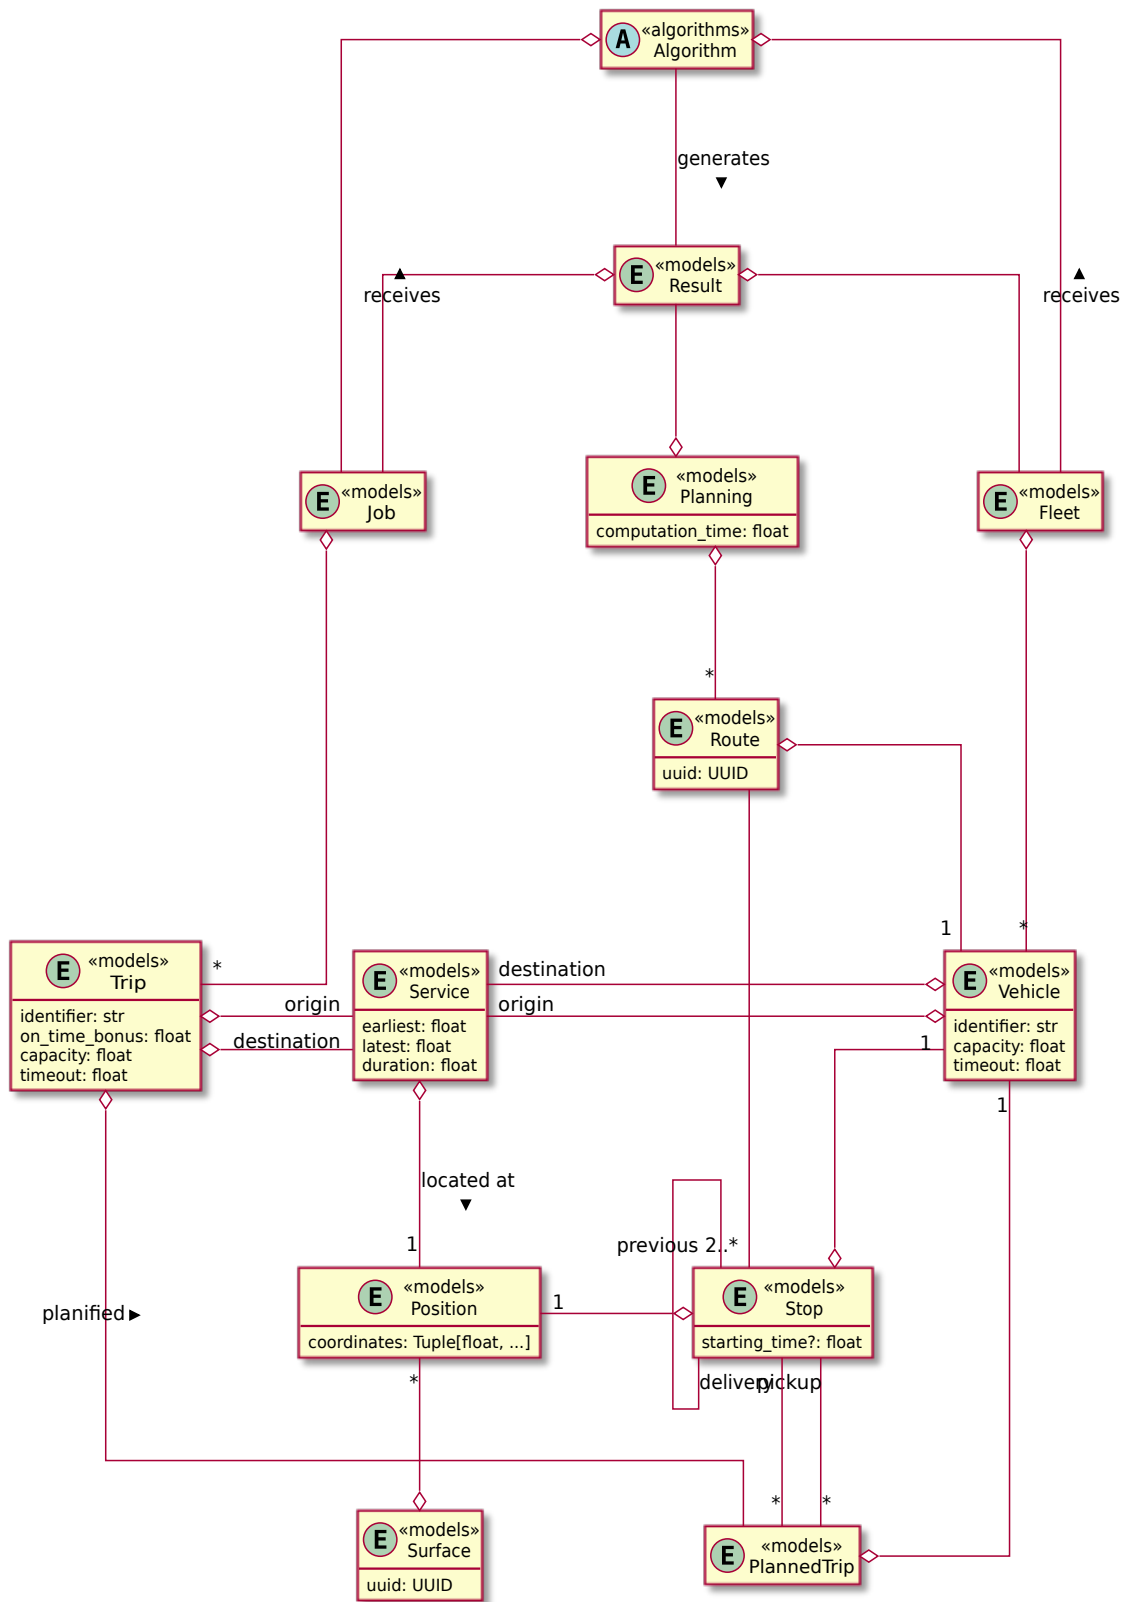 A
«algorithms»
Algorithm
generates
▼
E
«models»
Result
▲
receives
▲
receives
E
«models»
Job
E
«models»
Planning
computation_time: float
E
«models»
Fleet
*
E
«models»
Route
uuid: UUID
1
*
E
«models»
Trip
identifier: str
on_time_bonus: float
capacity: float
timeout: float
*
origin
destination
E
«models»
Service
earliest: float
latest: float
duration: float
destination
origin
1
E
«models»
Vehicle
identifier: str
capacity: float
timeout: float
1
located at
▼
1
previous 2..*
planified ▶
E
«models»
Position
coordinates: Tuple[float, ...]
1
E
«models»
Stop
starting_time?: float
*
delivery
pickup
*
*
E
«models»
Surface
uuid: UUID
E
«models»
PlannedTrip